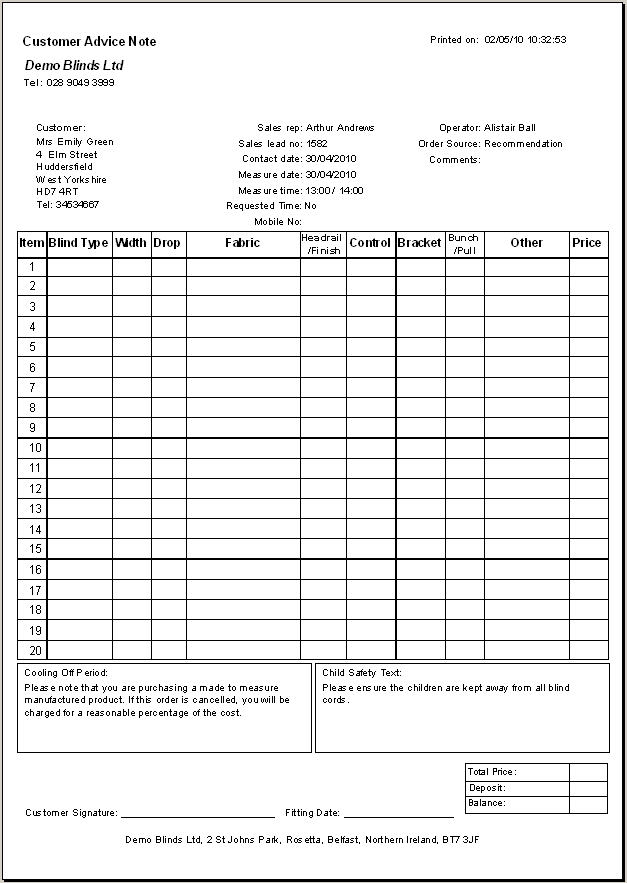 Customer Advice Note
Printed on: 02/05/10 10:32:53
Demo Blinds Ltd
Tel: 028 9049 3999
Customer:
Mrs Emily Green
4 Elm Street
Huddersfield
West Yorkshire
HD7 4RT
Tel: 34534667
Sales rep: Arthur Andrews
Sales lead no: 1582
Contact date: 30/04/2010
Measure date: 30/04/2010
Measure time: 13:00 / 14:00
Requested Time: No
Mobile No:
Operator: Alistair Ball
Order Source: Recommendation
Comments:
Item Blind Type Width Drop Fabric Headrail /Finish Control Bracket Bunch /Pull Other Price
1
2
3
4
5
6
7
8
9
10
11
12
13
14
15
16
17
18
19
20
Cooling Off Period:
Please note that you are purchasing a made to measure
manufactured product. If this order is cancelled, you will be
charged for a reasonable percentage of the cost.
Child Safety Text:
Please ensure the children are kept away from all blind
cords.
Total Price:
Deposit:
Balance:
Customer Signature: Fitting Date:
Demo Blinds Ltd, 2 St Johns Park, Rosetta, Belfast, Northern Ireland, BT7 3JF